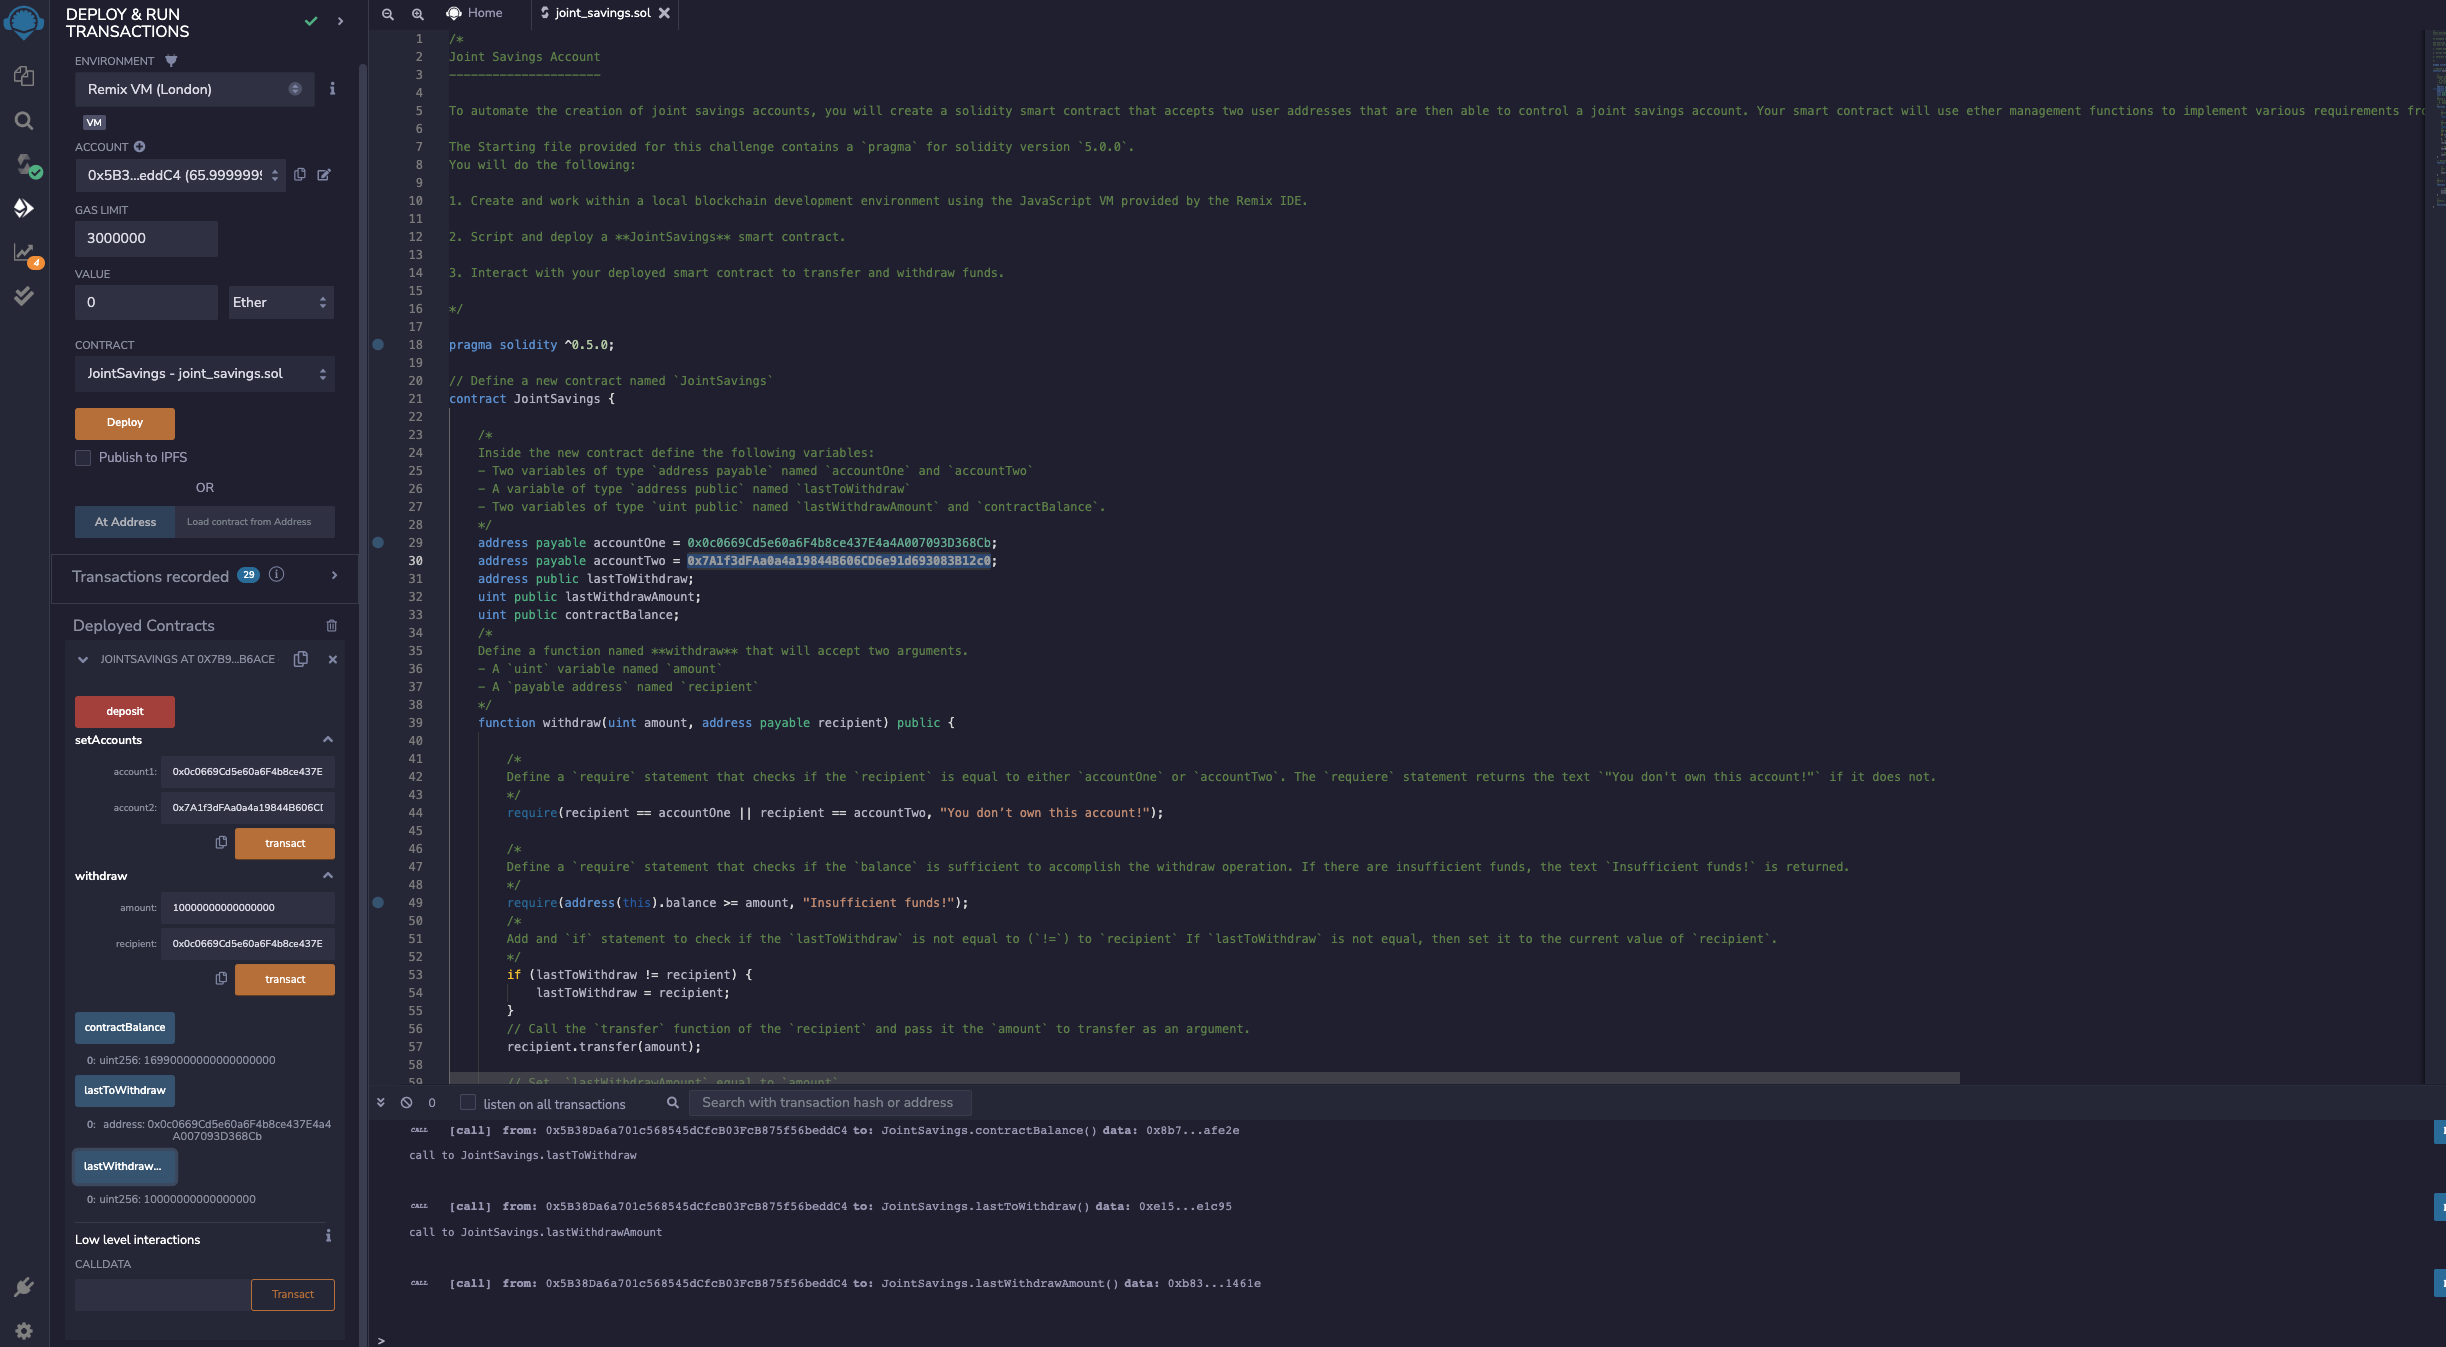 DEPLOY & RUN
TRANSACTIONS
ENVIRONMENT
Remix VM (London)
VM
ACCOUNT
0x5B3...eddC4 (65.9999999
GAS LIMIT
3000000
VALUE
0
Ether
CONTRACT
JointSavings - joint_savings.sol
Deploy
Publish to IPFS
OR
At Address
Load contract from Address
Transactions recorded 29
Deployed Contracts
JOINTSAVINGS AT 0X7B9...B6ACE
deposit
setAccounts
account1: 0x0c0669Cd5e60a6F4b8ce437E
account2: 0x7A1f3dFAa0a4a19844B606CD
transact
withdraw
amount: 10000000000000000
recipient: 0x0c0669Cd5e60a6F4b8ce437E
transact
contractBalance
0: uint256: 16990000000000000000
lastToWithdraw
0: address: 0x0c0669Cd5e60a6F4b8ce437E4a4
A007093D368Cb
lastWithdraw...
0: uint256: 10000000000000000
Low level interactions
CALLDATA
Transact
4
Home
joint_savings.sol
1 /*
2 Joint Savings Account
3 ---------------------
4
5 To automate the creation of joint savings accounts, you will create a solidity smart contract that accepts two user addresses that are then able to control a joint savings account. Your smart contract will use ether management functions to implement various requirements fr
6
7 The Starting file provided for this challenge contains a `pragma` for solidity version `5.0.0`.
8 You will do the following:
9
10 1. Create and work within a local blockchain development environment using the JavaScript VM provided by the Remix IDE.
11
12 2. Script and deploy a **JointSavings** smart contract.
13
14 3. Interact with your deployed smart contract to transfer and withdraw funds.
15
16 */
17
18 pragma solidity ^0.5.0;
19
20 // Define a new contract named `JointSavings`
21 contract JointSavings {
22
23 /*
24 Inside the new contract define the following variables:
25 - Two variables of type `address payable` named `accountOne` and `accountTwo`
26 - A variable of type `address public` named `lastToWithdraw`
27 - Two variables of type `uint public` named `lastWithdrawAmount` and `contractBalance`.
28 */
29 address payable accountOne = 0x0c0669Cd5e60a6F4b8ce437E4a4A007093D368Cb;
30 address payable accountTwo = 0x7A1f3dFAa0a4a19844B606CD6e91d693083B12c0;
31 address public lastToWithdraw;
32 uint public lastWithdrawAmount;
33 uint public contractBalance;
34 /*
35 Define a function named **withdraw** that will accept two arguments.
36 - A `uint` variable named `amount`
37 - A `payable address` named `recipient`
38 */
39 function withdraw(uint amount, address payable recipient) public {
40
41 /*
42 Define a `require` statement that checks if the `recipient` is equal to either `accountOne` or `accountTwo`. The `requiere` statement returns the text `"You don't own this account!"` if it does not.
43 */
44 require(recipient == accountOne || recipient == accountTwo, "You don’t own this account!");
45
46 /*
47 Define a `require` statement that checks if the `balance` is sufficient to accomplish the withdraw operation. If there are insufficient funds, the text `Insufficient funds!` is returned.
48 */
49 require(address(this).balance >= amount, "Insufficient funds!");
50 /*
51 Add and `if` statement to check if the `lastToWithdraw` is not equal to (`!=`) to `recipient` If `lastToWithdraw` is not equal, then set it to the current value of `recipient`.
52 */
53 if (lastToWithdraw != recipient) {
54 lastToWithdraw = recipient;
55 }
56 // Call the `transfer` function of the `recipient` and pass it the `amount` to transfer as an argument.
57 recipient.transfer(amount);
58
59 // Set `lastWithdrawAmount` equal to `amount`
0 listen on all transactions Search with transaction hash or address
CALL [call] from: 0x5B38Da6a701c568545dCfcB03FcB875f56beddC4 to: JointSavings.contractBalance() data: 0x8b7...afe2e
call to JointSavings.lastToWithdraw
CALL [call] from: 0x5B38Da6a701c568545dCfcB03FcB875f56beddC4 to: JointSavings.lastToWithdraw() data: 0xe15...e1c95
call to JointSavings.lastWithdrawAmount
CALL [call] from: 0x5B38Da6a701c568545dCfcB03FcB875f56beddC4 to: JointSavings.lastWithdrawAmount() data: 0xb83...1461e
>